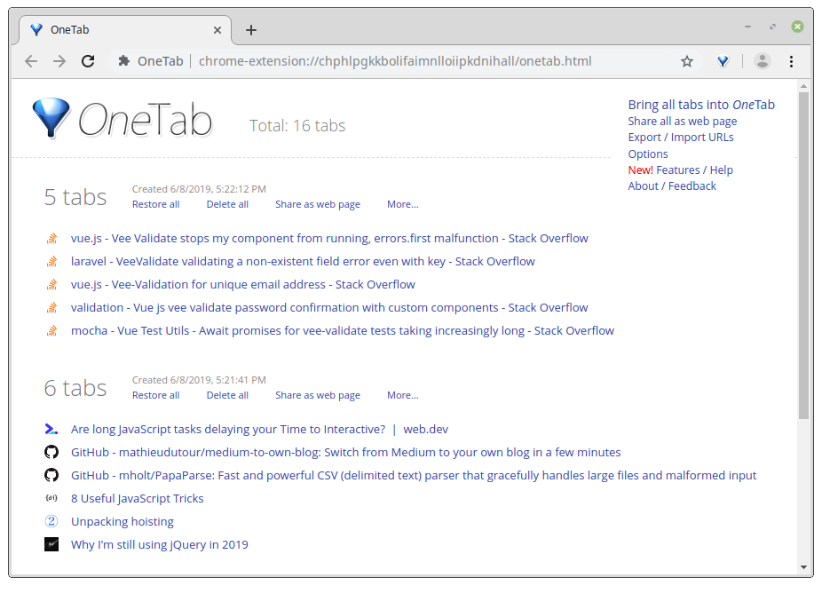 OneTab
OneTab chrome-extension://chphlpgkkbolifaimnlloiipkdnihall/onetab.html
OneTab
Total: 16 tabs
Bring all tabs into OneTab
Share all as web page
Export / Import URLs
Options
New! Features / Help
About / Feedback
5 tabs
Created 6/8/2019, 5:22:12 PM
Restore all Delete all Share as web page More...
vue.js - Vee Validate stops my component from running, errors.first malfunction - Stack Overflow
laravel - VeeValidate validating a non-existent field error even with key - Stack Overflow
vue.js - Vee-Validation for unique email address - Stack Overflow
validation - Vue js vee validate password confirmation with custom components - Stack Overflow
mocha - Vue Test Utils - Await promises for vee-validate tests taking increasingly long - Stack Overflow
6 tabs
Created 6/8/2019, 5:21:41 PM
Restore all Delete all Share as web page More...
Are long JavaScript tasks delaying your Time to Interactive? | web.dev
GitHub - mathieudutour/medium-to-own-blog: Switch from Medium to your own blog in a few minutes
GitHub - mholt/PapaParse: Fast and powerful CSV (delimited text) parser that gracefully handles large files and malformed input
8 Useful JavaScript Tricks
2 Unpacking hoisting
Why I'm still using jQuery in 2019